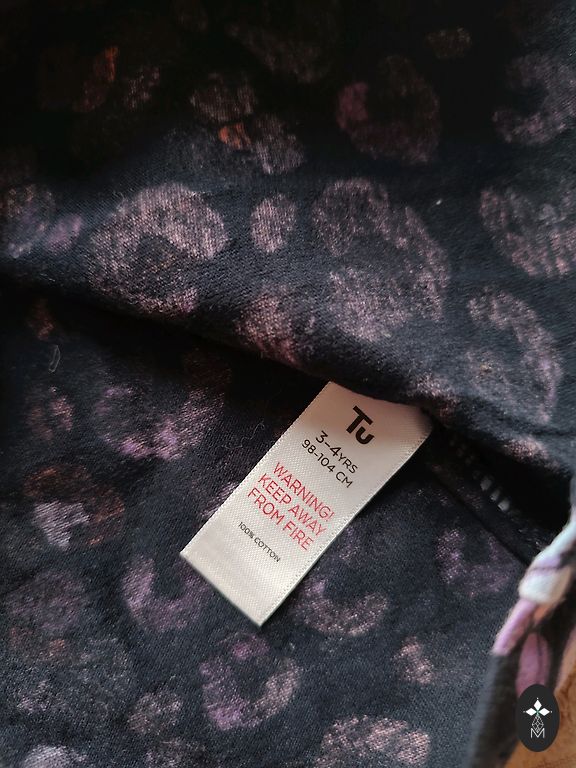 Tu
3-4YRS
98-104 CM
WARNING!
KEEP AWAY
FROM FIRE
100% COTTON
M